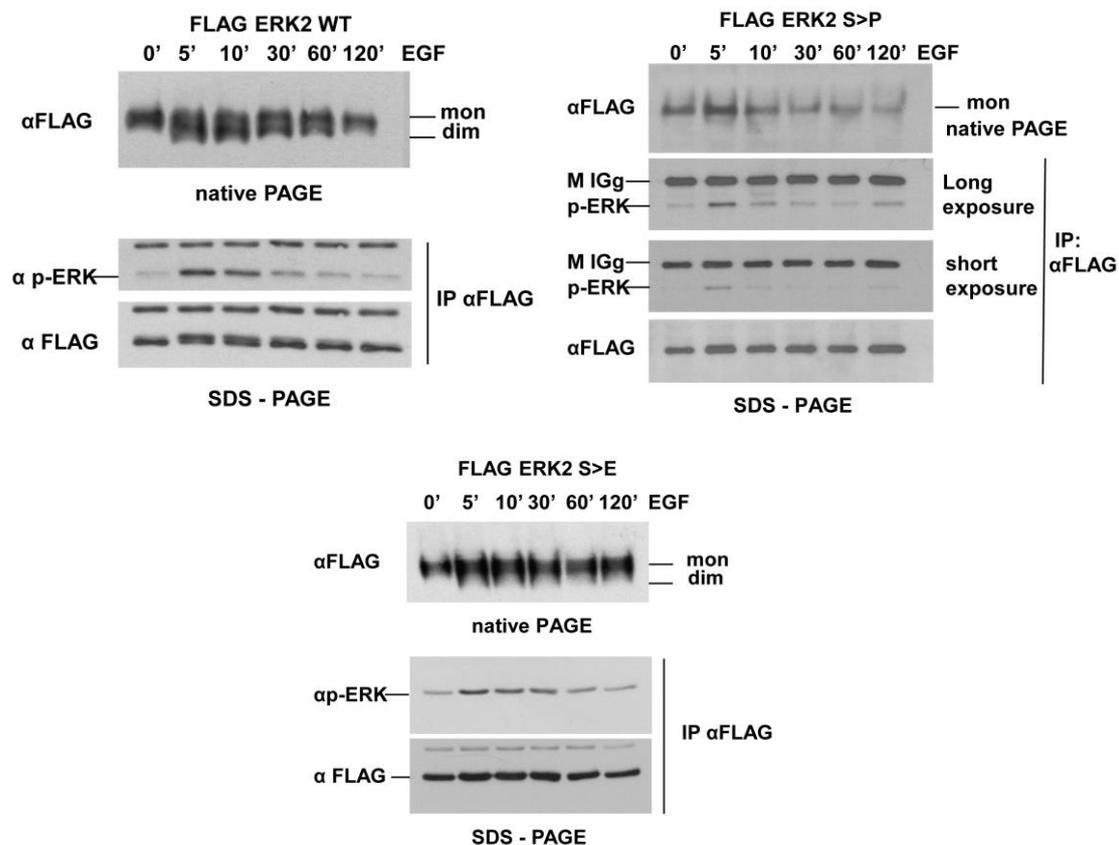 FLAG ERK2 WT
0’ 5’ 10’ 30’ 60’ 120’ EGF
αFLAG
mon
dim
native PAGE
α p-ERK
α FLAG
IP αFLAG
SDS - PAGE
FLAG ERK2 S>P
0’ 5’ 10’ 30’ 60’ 120’ EGF
αFLAG
mon
native PAGE
M IGg
p-ERK
Long
exposure
M IGg
p-ERK
short
exposure
IP:
αFLAG
αFLAG
SDS - PAGE
FLAG ERK2 S>E
0’ 5’ 10’ 30’ 60’ 120’ EGF
αFLAG
mon
dim
native PAGE
αp-ERK
α FLAG
IP αFLAG
SDS - PAGE